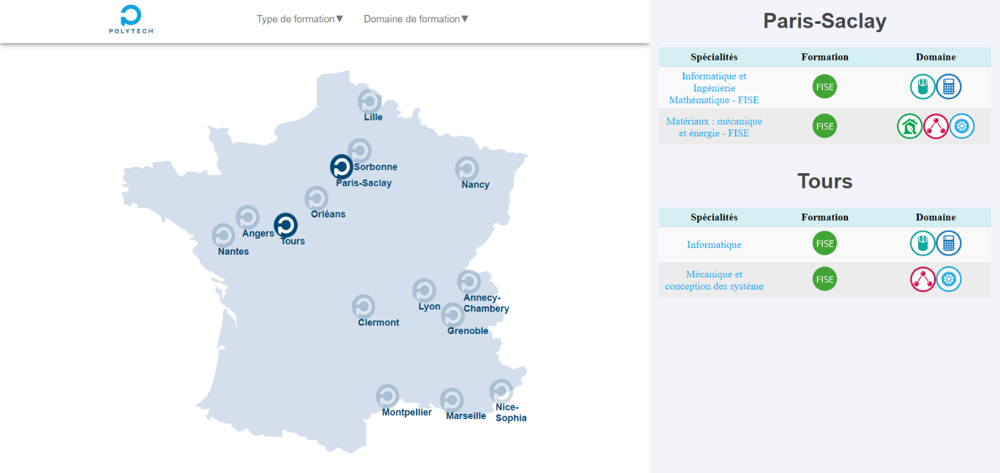 POLYTECH
Type de formation▼
Domaine de formation▼
Lille
Sorbonne
Paris-Saclay
Nancy
Orléans
Angers
Tours
Nantes
Annecy-
Chambery
Lyon
Clermont
Grenoble
Montpellier
Marseille
Nice-
Sophia
Paris-Saclay
Spécialités Formation Domaine
Informatique et
Ingénierie
Mathématique - FISE
FISE
Matériaux : mécanique
et énergie - FISE
FISE
Tours
Spécialités Formation Domaine
Informatique
FISE
Mécanique et
conception des système
FISE